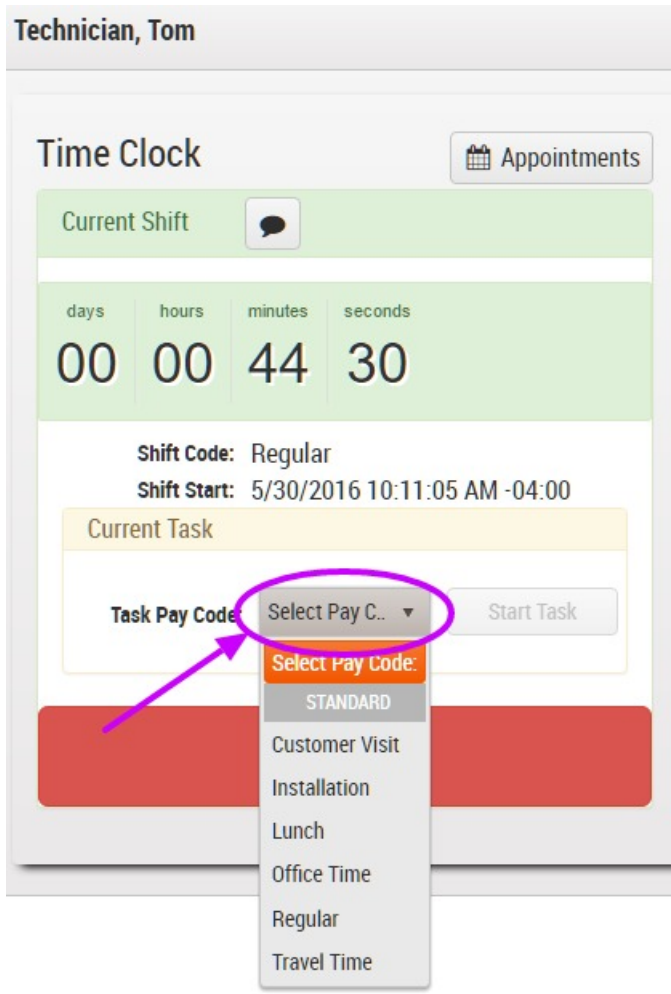 Technician, Tom
Time Clock
Appointments
Current Shift
days hours minutes seconds
00 00 44 30
Shift Code: Regular
Shift Start: 5/30/2016 10:11:05 AM -04:00
Current Task
Task Pay Code: Select Pay C.. Start Task
Select Pay Code:
STANDARD
Customer Visit
Installation
Lunch
Office Time
Regular
Travel Time